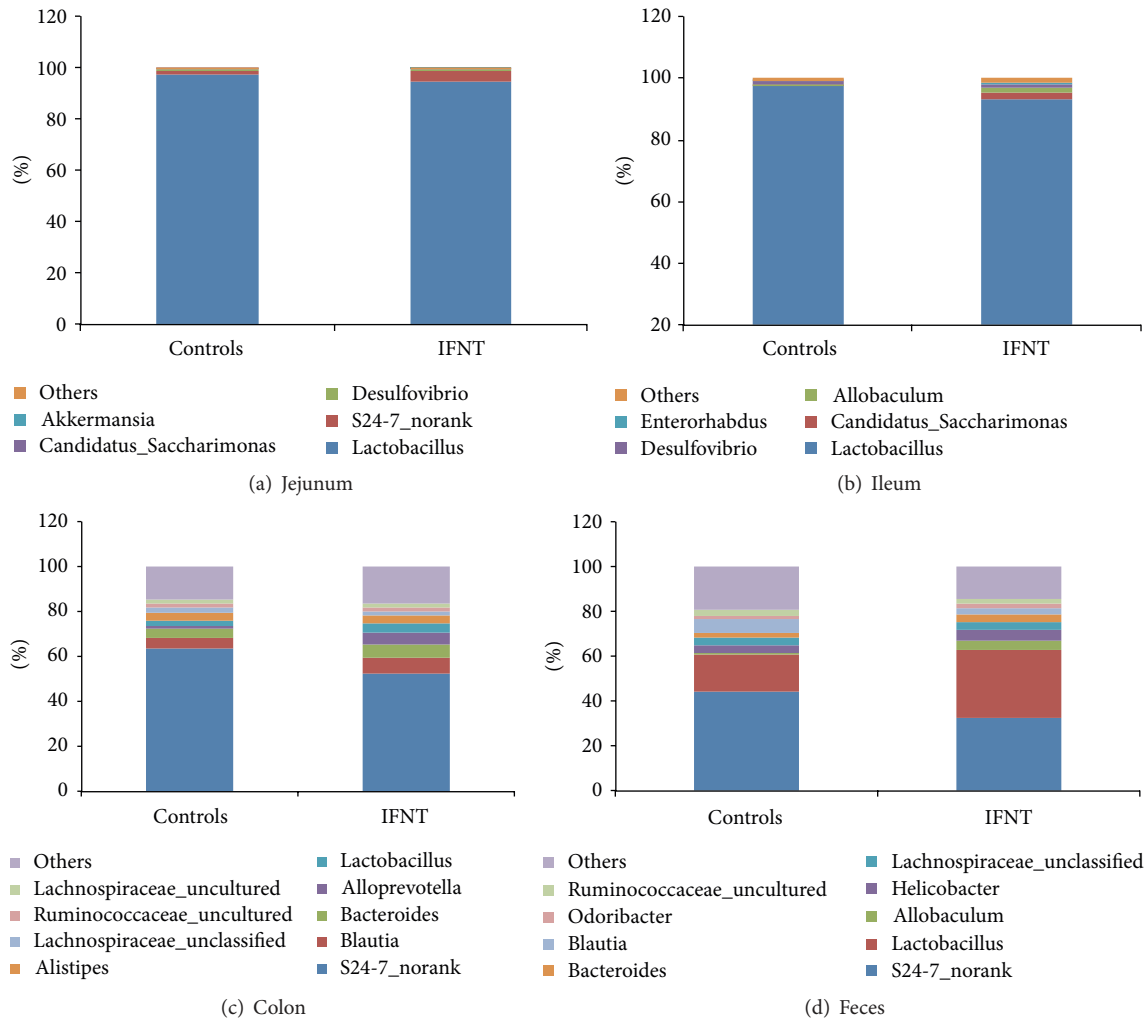 120
100
80
60
40
20
0
(%)
Controls
IFNT
Others
Akkermansia
Candidatus_Saccharimonas
Desulfovibrio
S24-7_norank
Lactobacillus
(a) Jejunum
120
100
80
60
40
20
(%)
Controls
IFNT
Others
Enterorhabdus
Desulfovibrio
Allobaculum
Candidatus_Saccharimonas
Lactobacillus
(b) Ileum
120
100
80
60
40
20
0
(%)
Controls
IFNT
Others
Lachnospiraceae_uncultured
Ruminococcaceae_uncultured
Lachnospiraceae_unclassified
Alistipes
Lactobacillus
Alloprevotella
Bacteroides
Blautia
S24-7_norank
(c) Colon
120
100
80
60
40
20
0
(%)
Controls
IFNT
Others
Ruminococcaceae_uncultured
Odoribacter
Blautia
Bacteroides
Lachnospiraceae_unclassified
Helicobacter
Allobaculum
Lactobacillus
S24-7_norank
(d) Feces